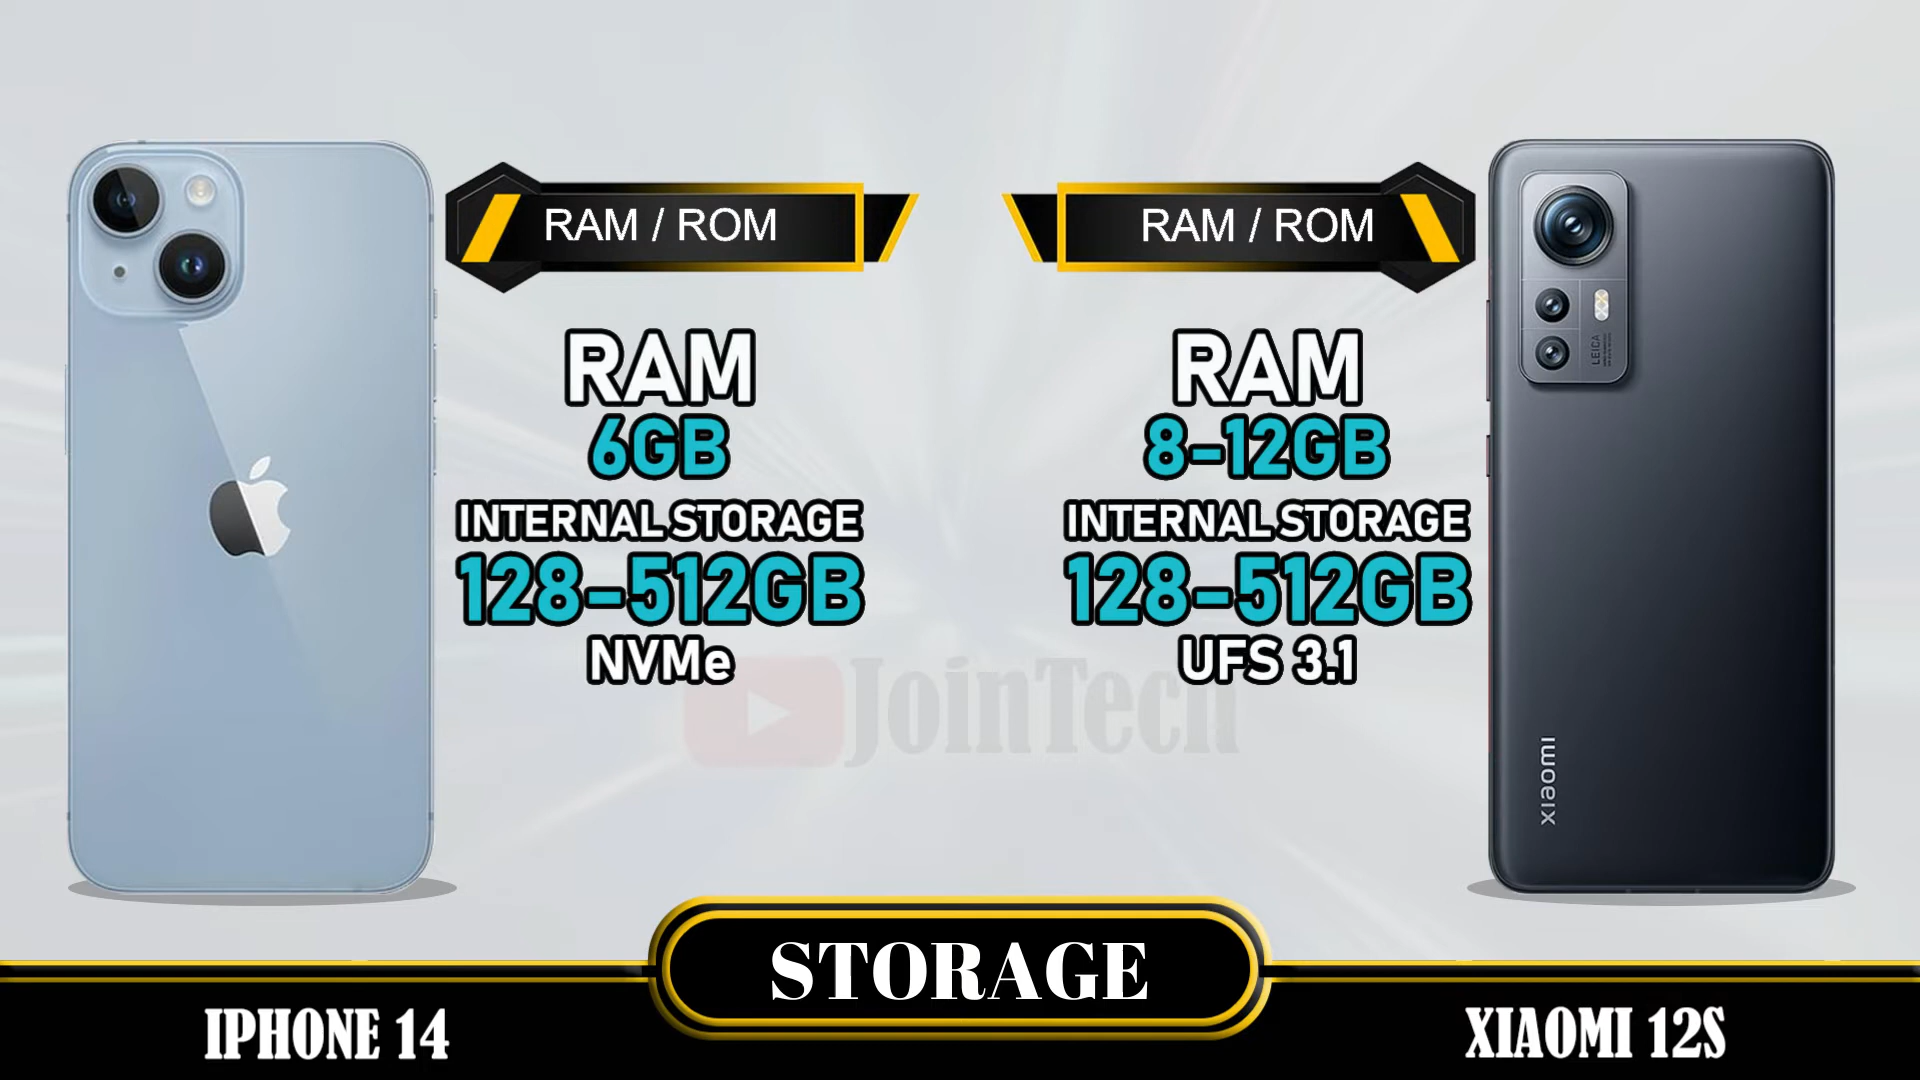 RAM / ROM
RAM
6GB
INTERNAL STORAGE
128-512GB
NVMe
RAM / ROM
RAM
8-12GB
INTERNAL STORAGE
128-512GB
UFS 3.1
JoinTech
LEICA
xiaomi
STORAGE
IPHONE 14
XIAOMI 12S